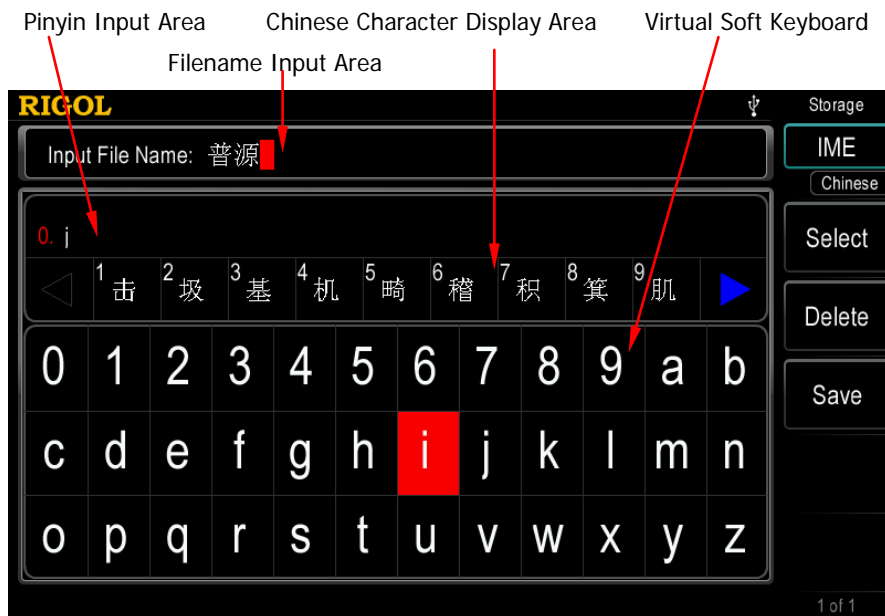 Pinyin Input Area Chinese Character Display Area Virtual Soft Keyboard
Filename Input Area
RIGOL Storage
Input File Name: 普源 IME
Chinese
0. j Select
1 击 2 圾 3 基 4 机 5 畸 6 稽 7 积 8 箕 9 肌
Delete
0 1 2 3 4 5 6 7 8 9 a b
Save
c d e f g h i j k l m n
o p q r s t u v w x y z
1 of 1